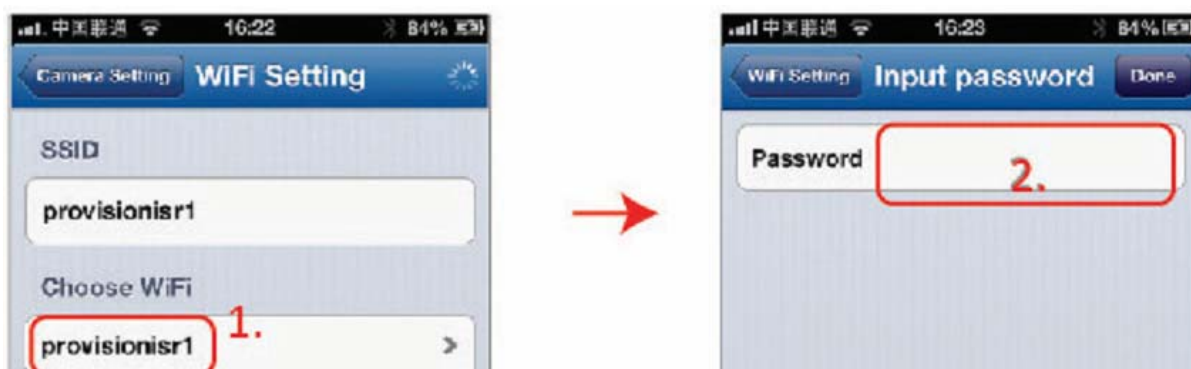 中国联通 16:22 84%
Camera Setting WiFi Setting
SSID
provisionisr1
Choose WiFi
provisionisr1 1.
中国联通 16:23 84%
WiFi Setting Input password Done
Password 2.